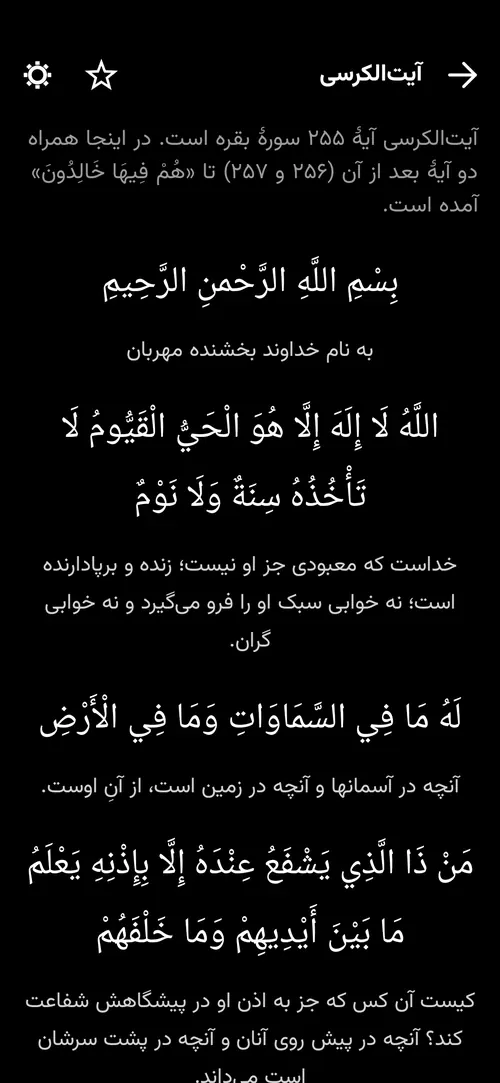 آیت‌الکرسی
آیت‌الکرسی آیهٔ ۲۵۵ سورهٔ بقره است. در اینجا همراه
دو آیهٔ بعد از آن (۲۵۶ و ۲۵۷) تا «هُمْ فِيهَا خَالِدُونَ»
آمده است.
بِسْمِ اللَّهِ الرَّحْمنِ الرَّحِيمِ
به نام خداوند بخشنده مهربان
اللَّهُ لَا إِلَهَ إِلَّا هُوَ الْحَيُّ الْقَيُّومُ لَا
تَأْخُذُهُ سِنَةٌ وَلَا نَوْمٌ
خداست که معبودی جز او نیست؛ زنده و برپادارنده
است؛ نه خوابی سبک او را فرو می‌گیرد و نه خوابی
گران.
لَهُ مَا فِي السَّمَاوَاتِ وَمَا فِي الْأَرْضِ
آنچه در آسمانها و آنچه در زمین است، از آنِ اوست.
مَنْ ذَا الَّذِي يَشْفَعُ عِنْدَهُ إِلَّا بِإِذْنِهِ يَعْلَمُ
مَا بَيْنَ أَيْدِيهِمْ وَمَا خَلْفَهُمْ
کیست آن کس که جز به اذن او در پیشگاهش شفاعت
کند؟ آنچه در پیش روی آنان و آنچه در پشت سرشان
است می‌داند.